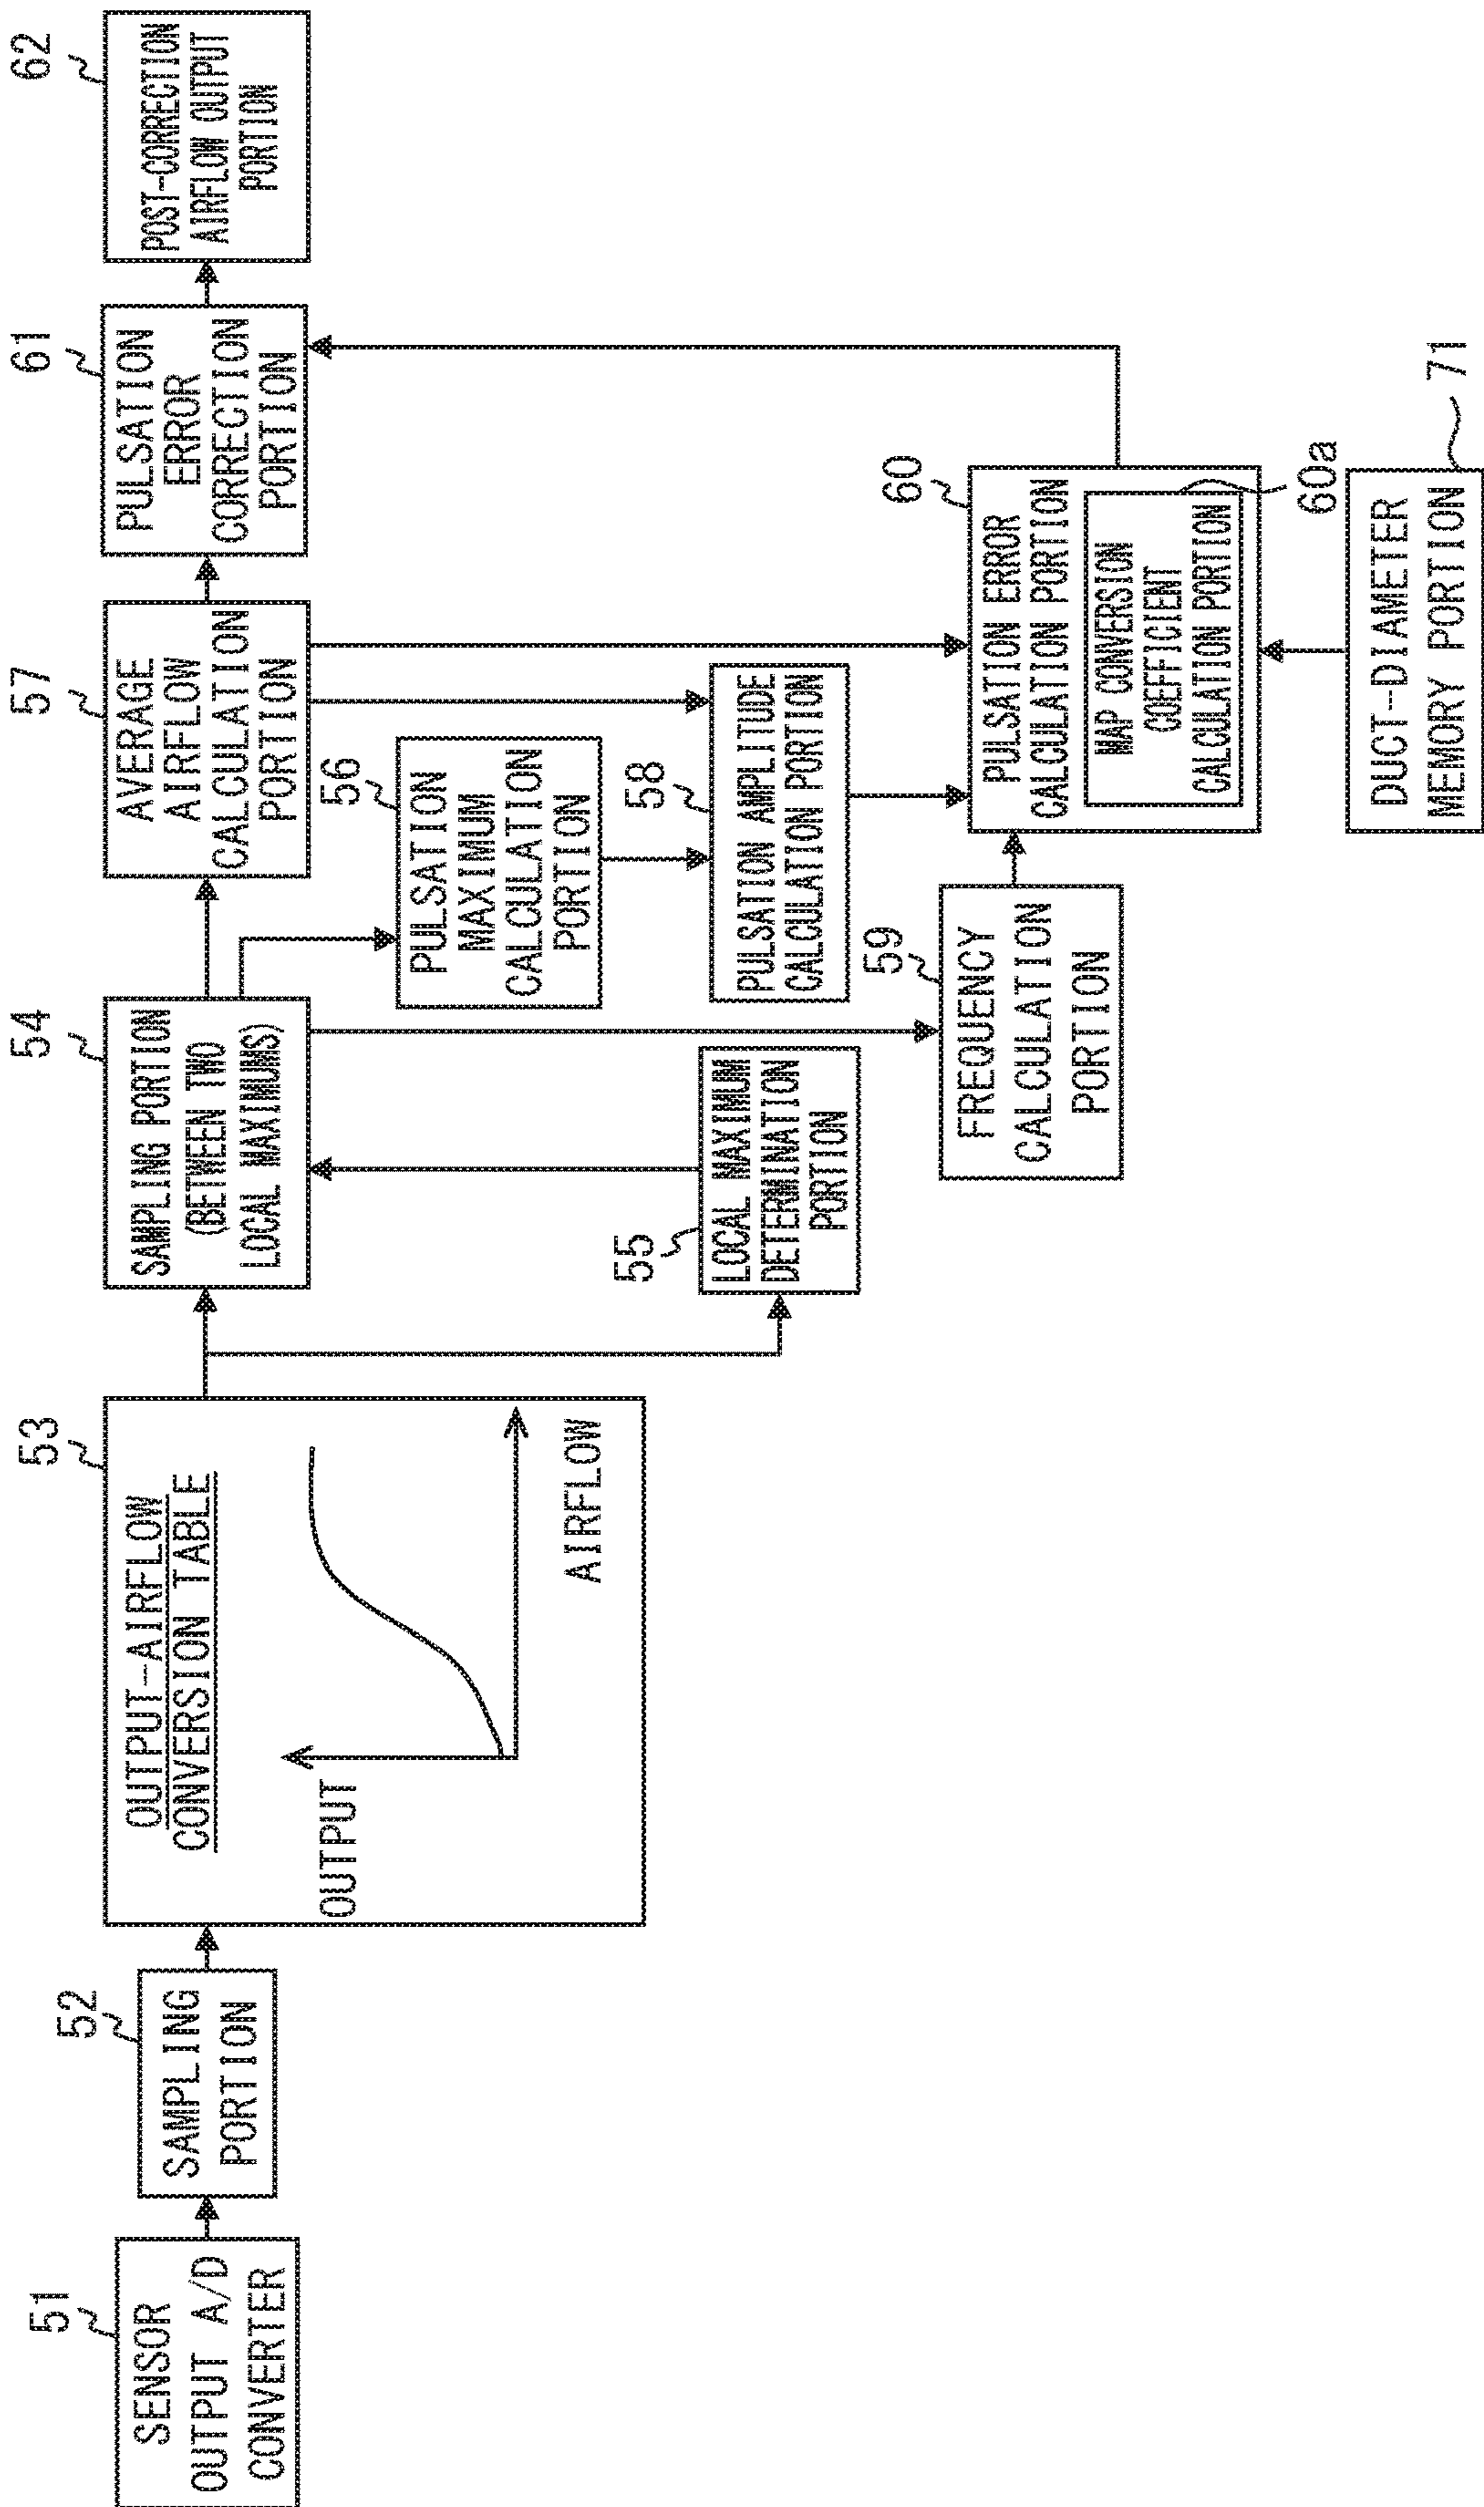 51
SENSOR
OUTPUT A/D
CONVERTER
52
SAMPLING
PORTION
53
OUTPUT-AIRFLOW
CONVERSION TABLE
OUTPUT
AIRFLOW
54
SAMPLING PORTION
(BETWEEN TWO
LOCAL MAXIMUMS)
55
LOCAL MAXIMUM
DETERMINATION
PORTION
56
PULSATION
MAXIMUM
CALCULATION
PORTION
57
AVERAGE
AIRFLOW
CALCULATION
PORTION
58
PULSATION AMPLITUDE
CALCULATION PORTION
59
FREQUENCY
CALCULATION
PORTION
60
PULSATION ERROR
CALCULATION PORTION
MAP CONVERSION
COEFFICIENT
CALCULATION PORTION
60a
DUCT-DIAMETER
MEMORY PORTION
71
61
PULSATION
ERROR
CORRECTION
PORTION
62
POST-CORRECTION
AIRFLOW OUTPUT
PORTION